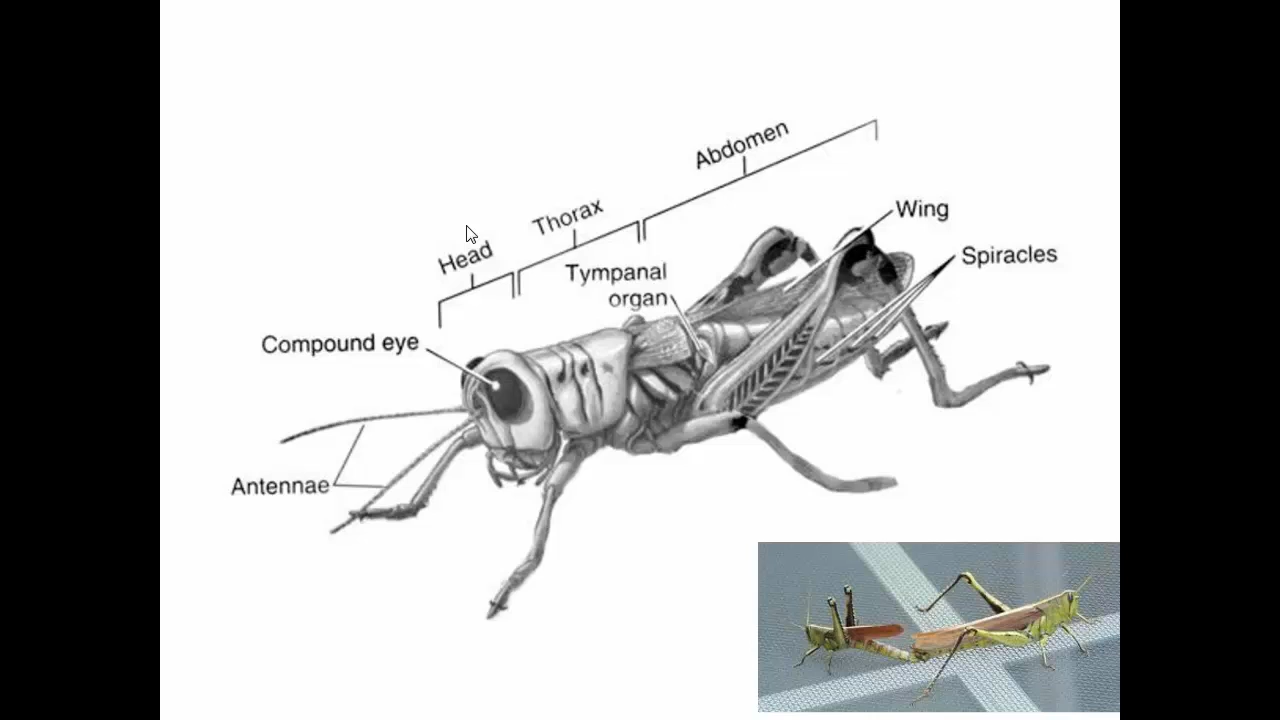 Abdomen
Thorax
Head
Wing
Spiracles
Tympanal
organ
Compound eye
Antennae